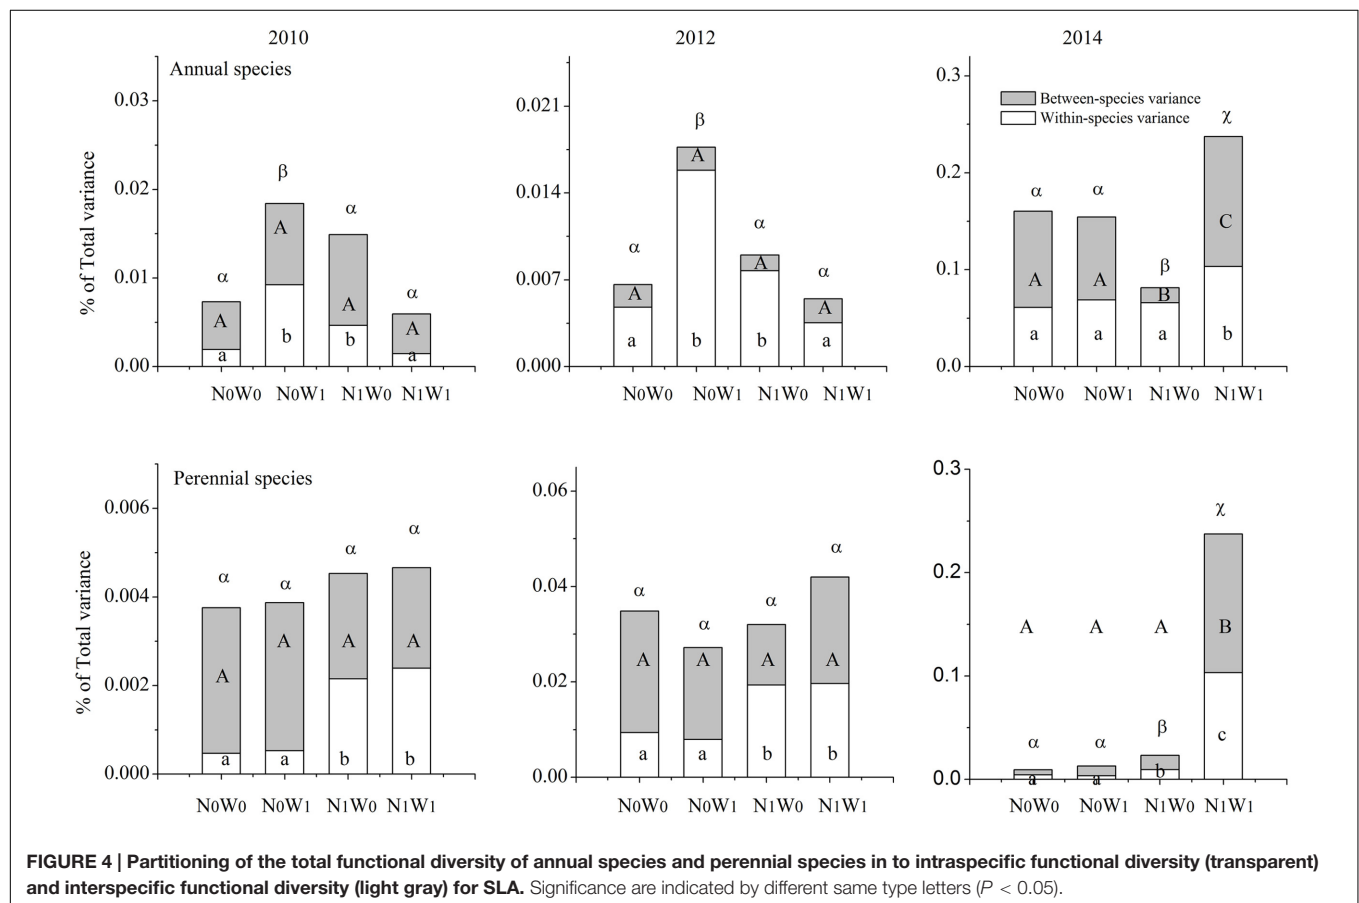 2010
2012
2014
Annual species
% of Total variance
0.03
0.02
0.01
0.00
α
β
α
α
A
A
A
A
a
b
b
a
N0W0 N0W1 N1W0 N1W1
0.021
0.014
0.007
0.000
α
β
α
α
A
A
A
A
a
b
b
a
N0W0 N0W1 N1W0 N1W1
0.3
0.2
0.1
0.0
Between-species variance
Within-species variance
α
α
β
χ
A
A
B
C
a
a
a
b
N0W0 N0W1 N1W0 N1W1
Perennial species
% of Total variance
0.006
0.004
0.002
0.000
α
α
α
α
A
A
A
A
a
a
b
b
N0W0 N0W1 N1W0 N1W1
0.06
0.04
0.02
0.00
α
α
α
α
A
A
A
A
a
a
b
b
N0W0 N0W1 N1W0 N1W1
0.3
0.2
0.1
0.0
A
A
A
B
α
α
β
χ
a
a
b
c
N0W0 N0W1 N1W0 N1W1
FIGURE 4 | Partitioning of the total functional diversity of annual species and perennial species in to intraspecific functional diversity (transparent)
and interspecific functional diversity (light gray) for SLA. Significance are indicated by different same type letters (P < 0.05).